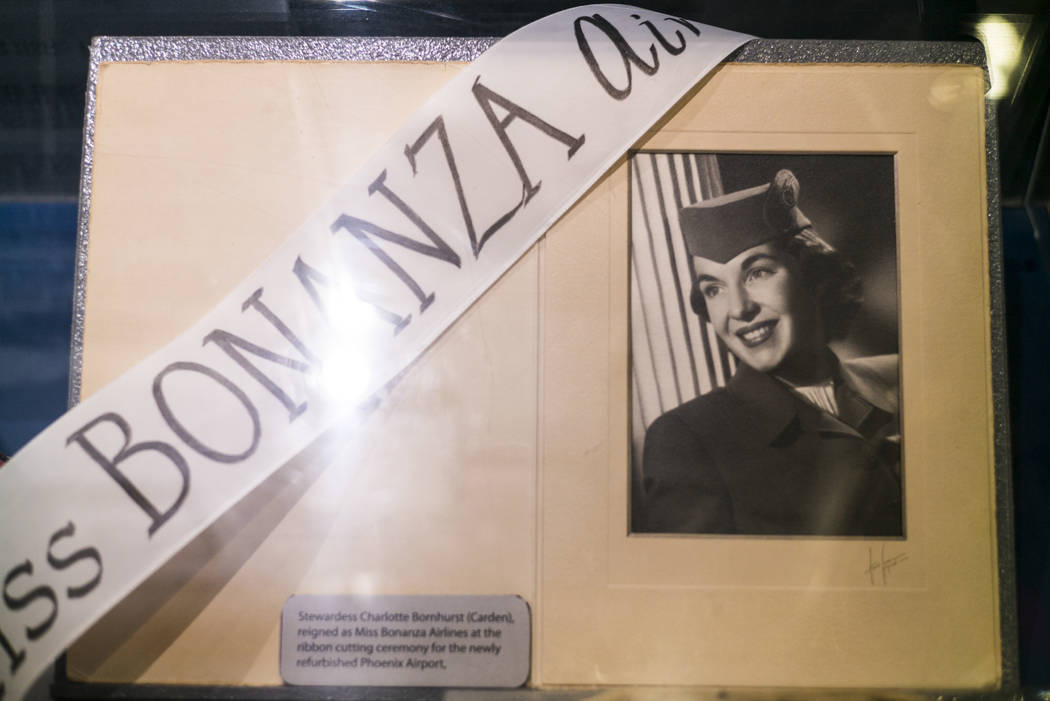 iss BONANZA Air
Stewardess Charlotte Bornhurst (Carden),
reigned as Miss Bonanza Airlines at the
ribbon cutting ceremony for the newly
refurbished Phoenix Airport,